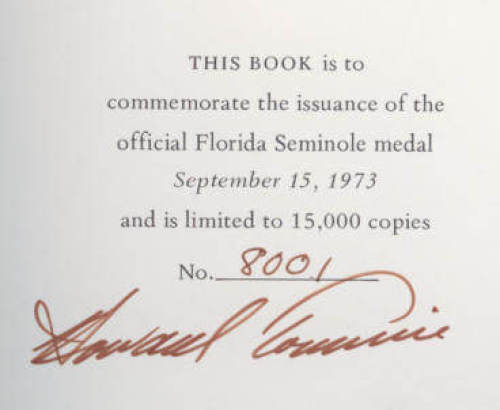 THIS BOOK is to
commemorate the issuance of the
official Florida Seminole medal
September 15, 1973
and is limited to 15,000 copies
No. 8001
Howard Tommie